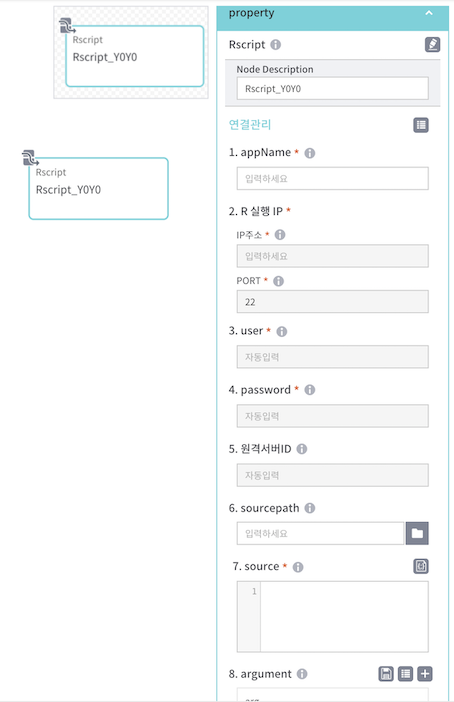 Rscript
Rscript_Y0Y0
Rscript
Rscript_Y0Y0
property
Rscript
Node Description
Rscript_Y0Y0
연결관리
1. appName *
입력하세요
2. R 실행 IP *
IP주소 *
입력하세요
PORT *
22
3. user *
자동입력
4. password *
자동입력
5. 원격서버ID
자동입력
6. sourcepath
입력하세요
7. source *
1
8. argument